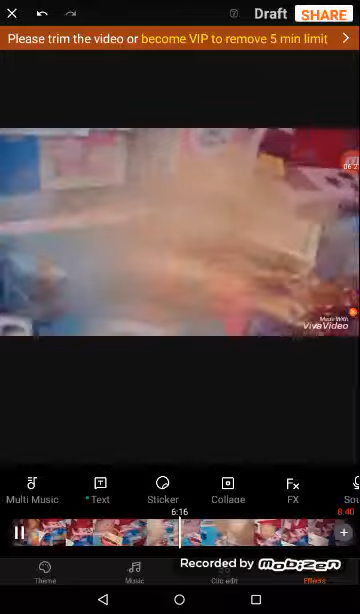 Draft SHARE
Please trim the video or become VIP to remove 5 min limit
Made With
VivaVideo
Multi Music Text Sticker Collage FX
6:16 8:40
Recorded by Mobizen
Theme Music Clip edit Effects